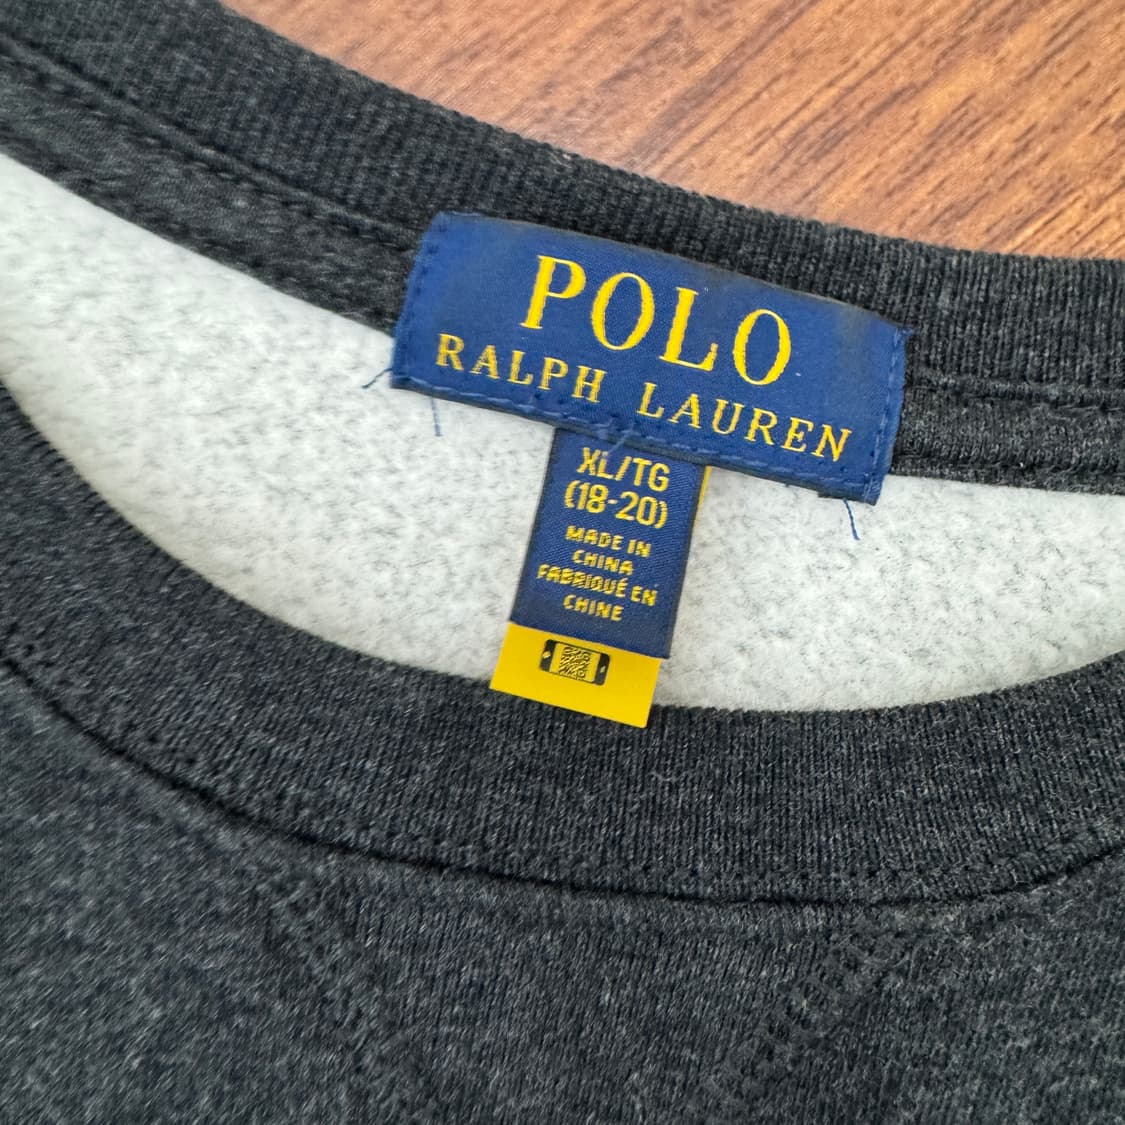 POLO
RALPH LAUREN
XL/TG
(18-20)
MADE IN
CHINA
FABRIQUÉ EN
CHINE